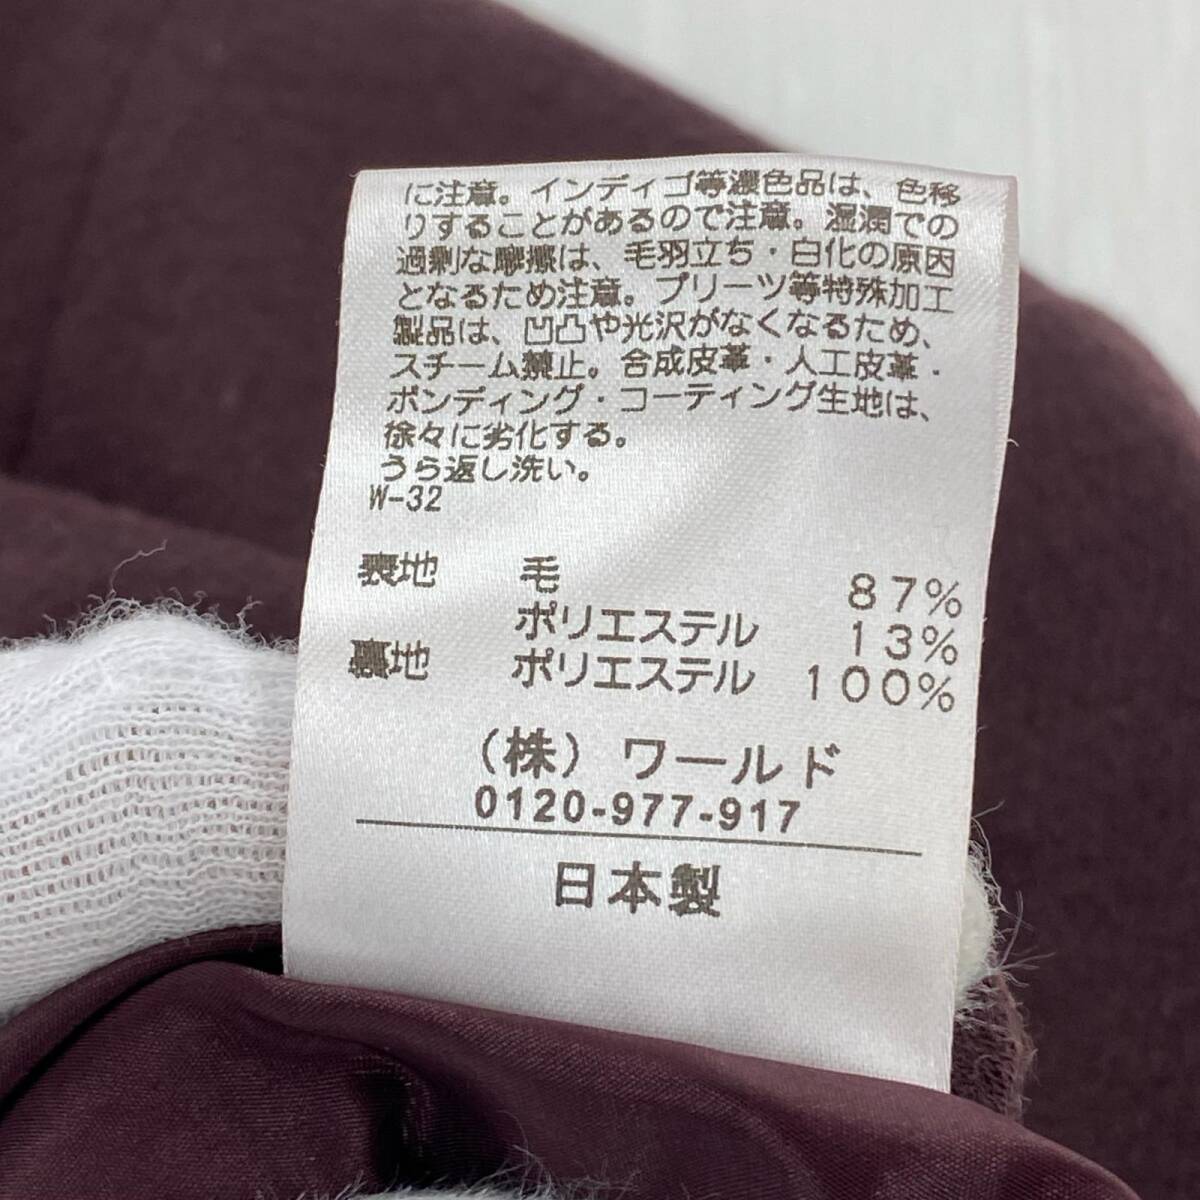 に注意。インディゴ等濃色品は、色移
りすることがあるので注意。湿潤での
過剰な摩擦は、毛羽立ち・白化の原因
となるため注意。プリーツ等特殊加工
製品は、凹凸や光沢がなくなるため、
スチーム禁止。合成皮革・人工皮革・
ボンディング・コーティング生地は、
徐々に劣化する。
うら返し洗い。
W-32
表地 毛 87%
ポリエステル 13%
裏地 ポリエステル 100%
(株) ワールド
0120-977-917
日本製